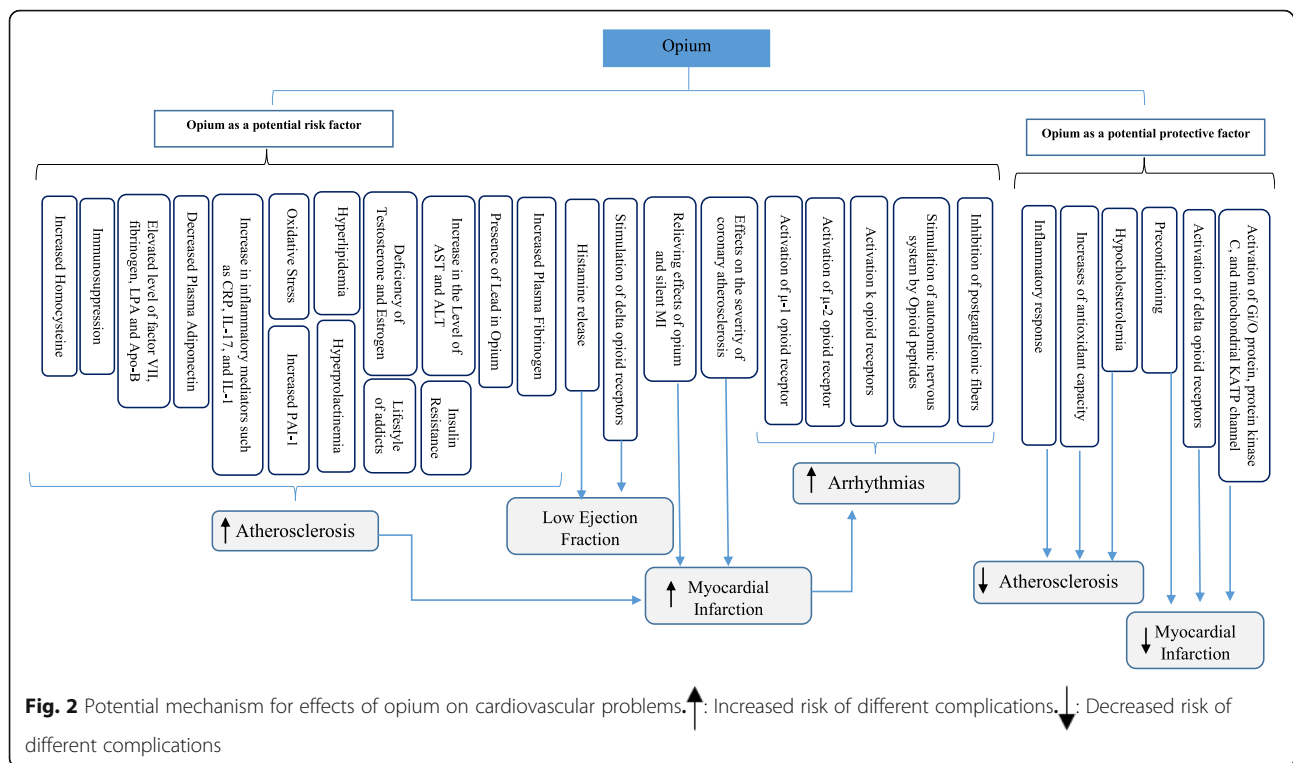 Opium
Opium as a potential risk factor
Opium as a potential protective factor
Increased Homocysteine
Immunosuppression
Elevated level of factor VII,
fibrinogen, LPA and Apo-B
Decreased Plasma Adiponectin
Increase in inflammatory mediators such
as CRP, IL-17, and IL-1
Oxidative Stress
Increased PAI-1
Hyperlipidemia
Hyperprolactinemia
Deficiency of
Testosterone and Estrogen
Lifestyle
of addicts
Increase in the Level of
AST and ALT
Insulin
Resistance
Presence of Lead in Opium
Increased Plasma Fibrinogen
Histamine release
Stimulation of delta opioid receptors
Relieving effects of opium
and silent MI
Effects on the severity of
coronary atherosclerosis
Activation of μ-1 opioid receptor
Activation of μ-2 opioid receptor
Activation k opioid receptors
Stimulation of autonomic nervous
system by Opioid peptides
Inhibition of postganglionic fibers
Inflammatory response
Increases of antioxidant capacity
Hypocholesterolemia
Preconditioning
Activation of delta opioid receptors
Activation of Gi/O protein, protein kinase
C, and mitochondrial KATP channel
↑ Atherosclerosis
Low Ejection
Fraction
↑ Myocardial
Infarction
↑ Arrhythmias
↓ Atherosclerosis
↓ Myocardial
Infarction
Fig. 2 Potential mechanism for effects of opium on cardiovascular problems.↑: Increased risk of different complications.↓: Decreased risk of
different complications